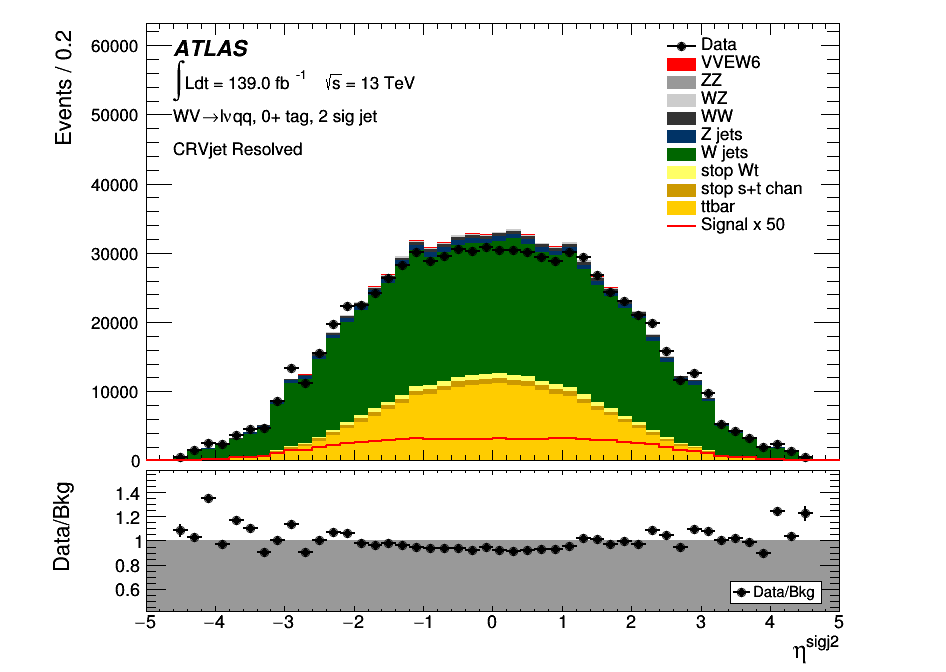 Events / 0.2
60000
50000
40000
30000
20000
10000
0
ATLAS
∫Ldt = 139.0 fb -1 √s = 13 TeV
WV→lνqq, 0+ tag, 2 sig jet
CRVjet Resolved
Data
VVEW6
ZZ
WZ
WW
Z jets
W jets
stop Wt
stop s+t chan
ttbar
Signal x 50
Data/Bkg
1.4
1.2
1
0.8
0.6
Data/Bkg
−5 −4 −3 −2 −1 0 1 2 3 4 5
η^sigj2